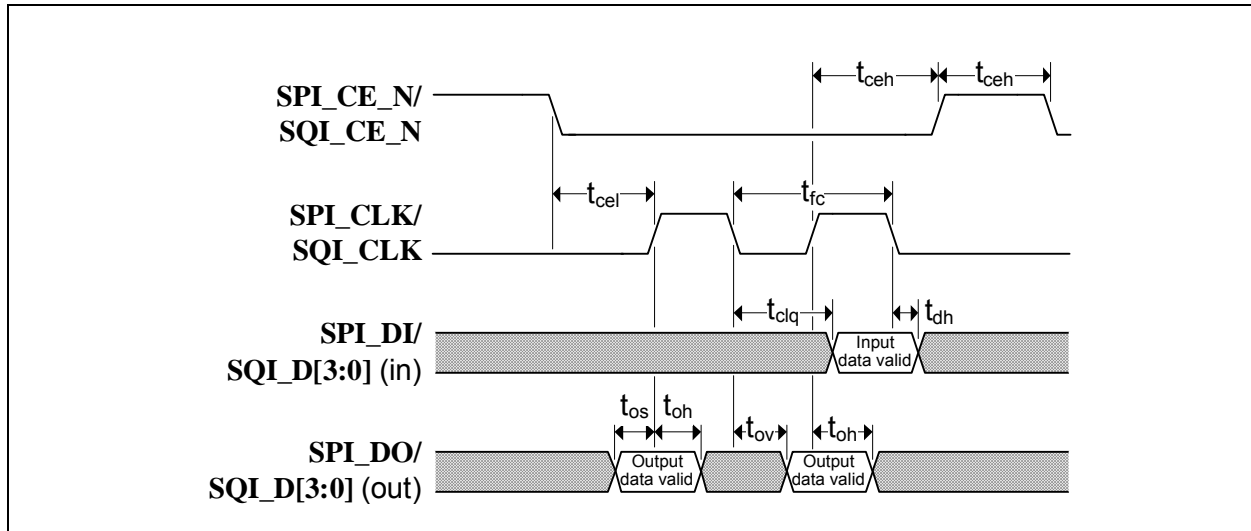 t_ceh t_ceh
SPI_CE_N/
SQI_CE_N
t_cel t_fc
SPI_CLK/
SQI_CLK
t_clq t_dh
SPI_DI/
SQI_D[3:0] (in)
Input
data valid
t_os t_oh t_ov t_oh
SPI_DO/
SQI_D[3:0] (out)
Output
data valid
Output
data valid